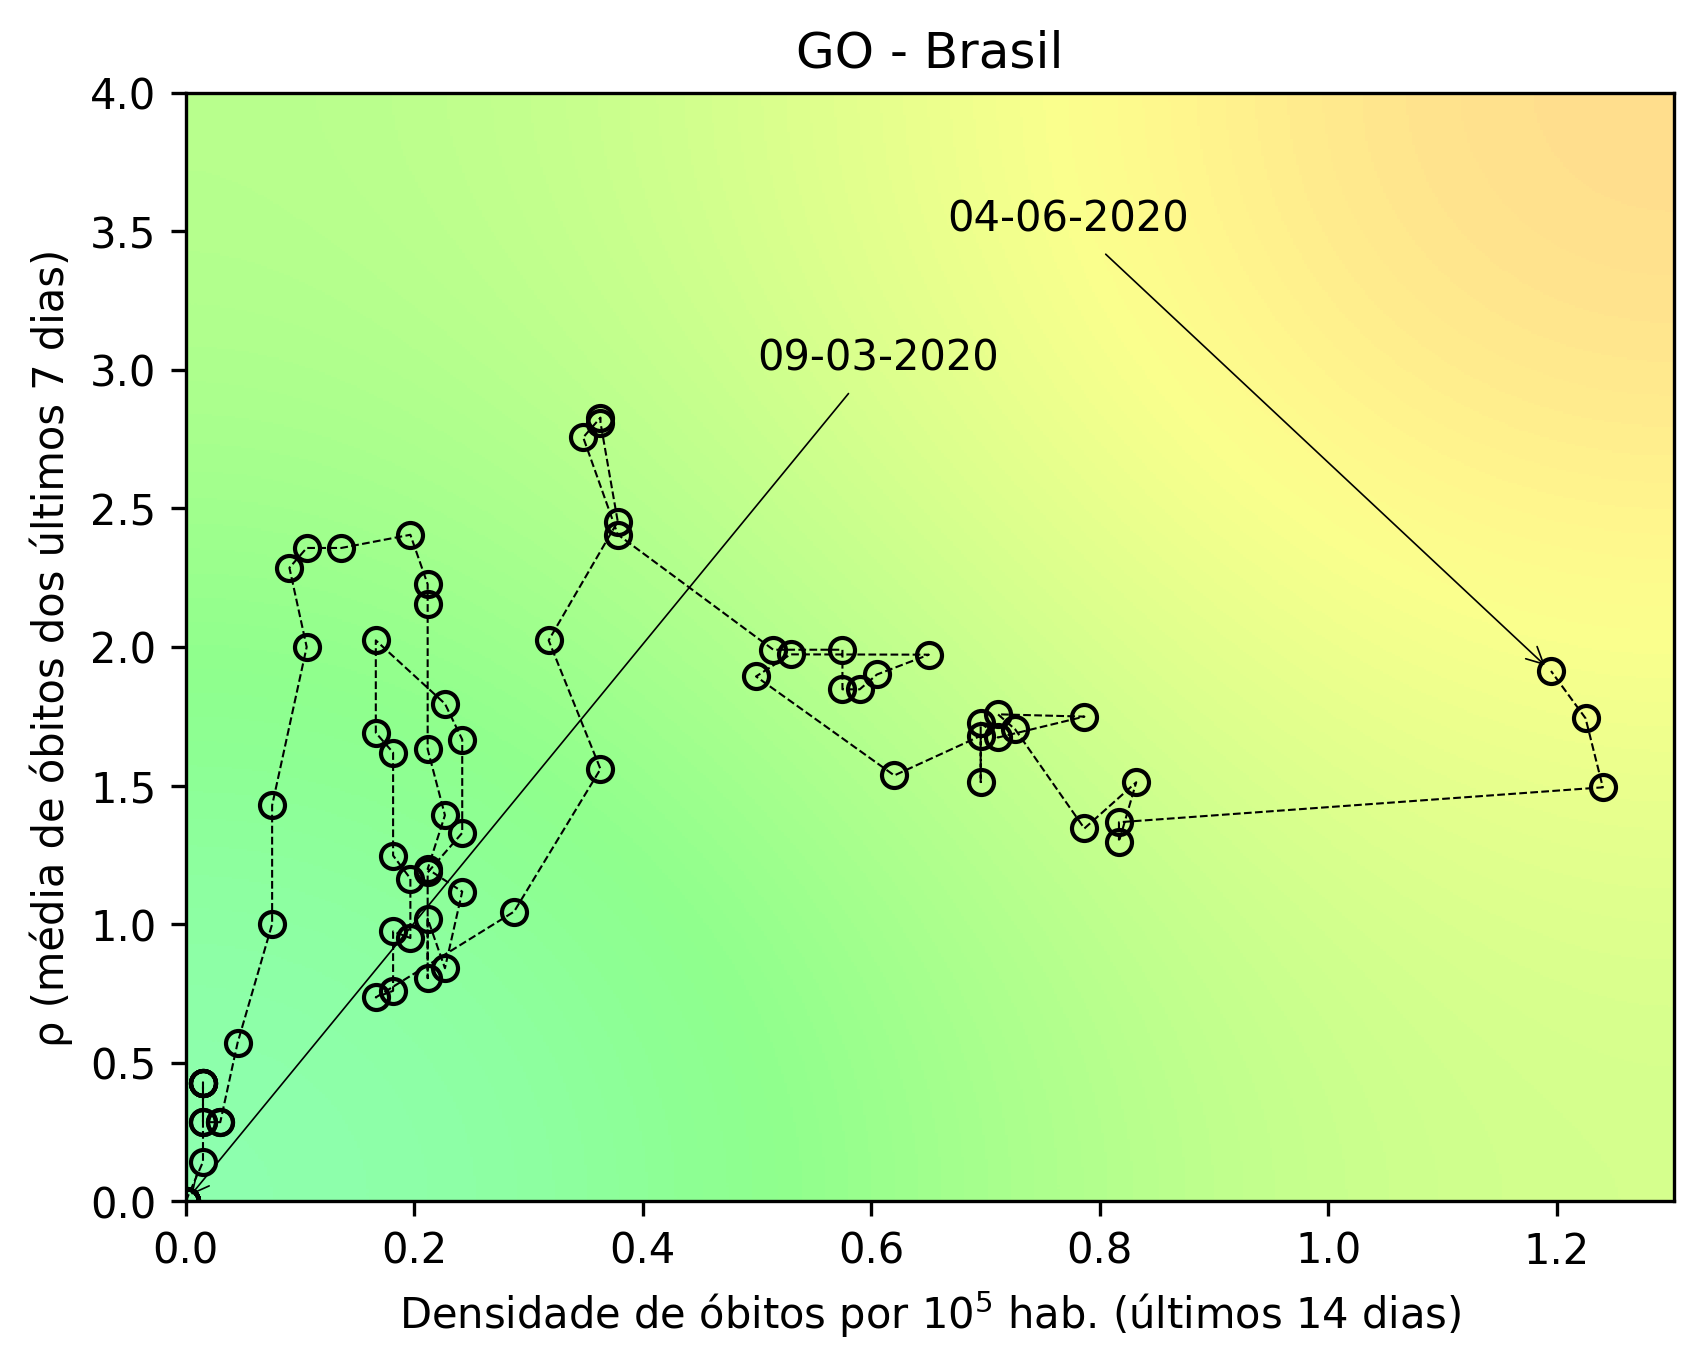 GO - Brasil
4.0
3.5
3.0
2.5
2.0
1.5
1.0
0.5
0.0
ρ (média de óbitos dos últimos 7 dias)
04-06-2020
09-03-2020
0.0 0.2 0.4 0.6 0.8 1.0 1.2
Densidade de óbitos por 10⁵ hab. (últimos 14 dias)